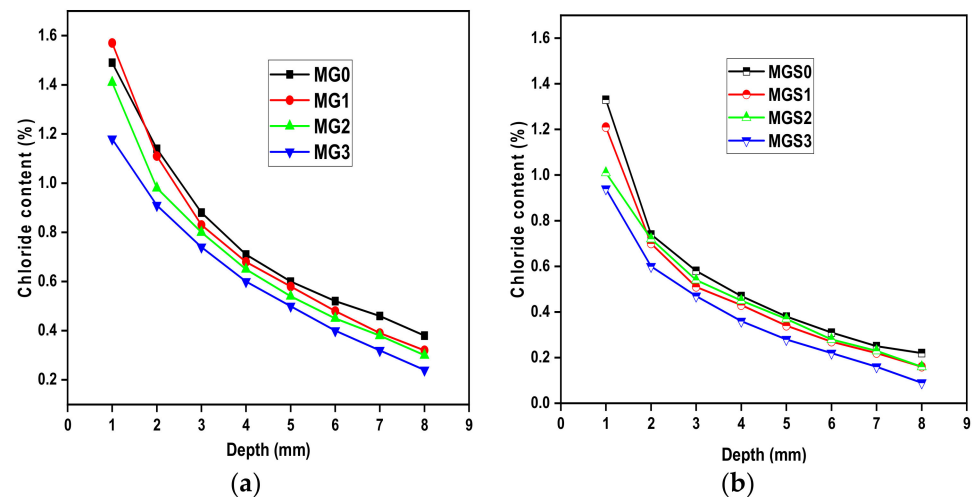 1.6
1.4
1.2
1.0
0.8
0.6
0.4
0.2
Chloride content (%)
MG0
MG1
MG2
MG3
0 1 2 3 4 5 6 7 8 9
Depth (mm)
(a)
1.6
1.4
1.2
1.0
0.8
0.6
0.4
0.2
0.0
Chloride content (%)
MGS0
MGS1
MGS2
MGS3
0 1 2 3 4 5 6 7 8 9
Depth (mm)
(b)